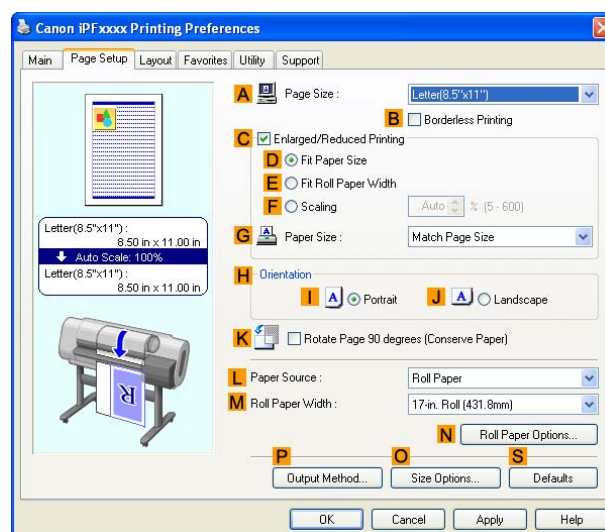 Canon iPFxxxx Printing Preferences
Main Page Setup Layout Favorites Utility Support
A Page Size : Letter(8.5"x11")
B Borderless Printing
C Enlarged/Reduced Printing
D Fit Paper Size
E Fit Roll Paper Width
F Scaling Auto % (5 - 600)
G Paper Size : Match Page Size
Letter(8.5"x11") :
8.50 in x 11.00 in
Auto Scale: 100%
Letter(8.5"x11") :
8.50 in x 11.00 in
H Orientation
I A Portrait J A Landscape
K Rotate Page 90 degrees (Conserve Paper)
R
L Paper Source : Roll Paper
M Roll Paper Width : 17-in. Roll (431.8mm)
N Roll Paper Options...
P O S
Output Method... Size Options... Defaults
OK Cancel Apply Help